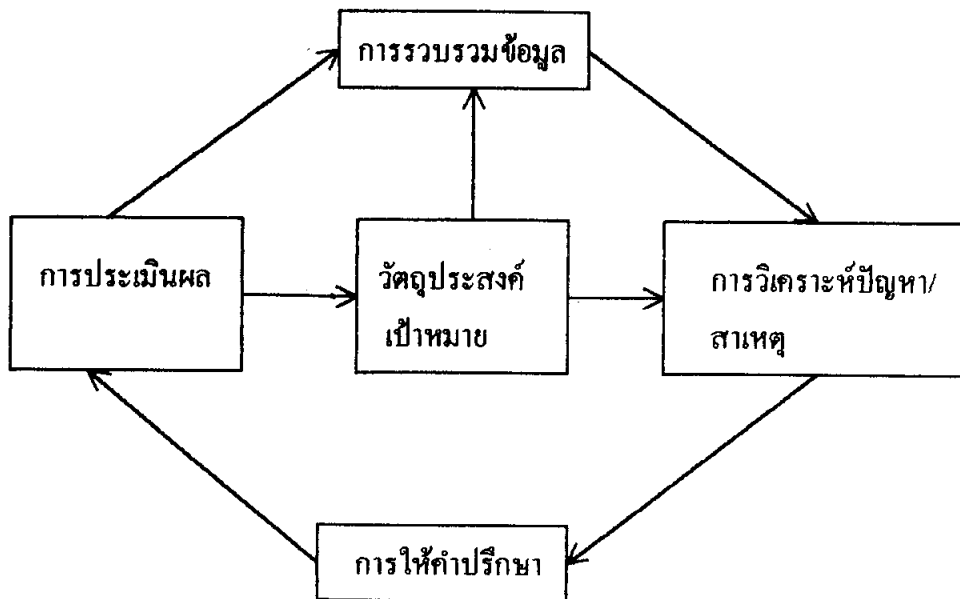 การรวบรวมข้อมูล
การประเมินผล
วัตถุประสงค์
เป้าหมาย
การวิเคราะห์ปัญหา/
สาเหตุ
การให้คำปรึกษา